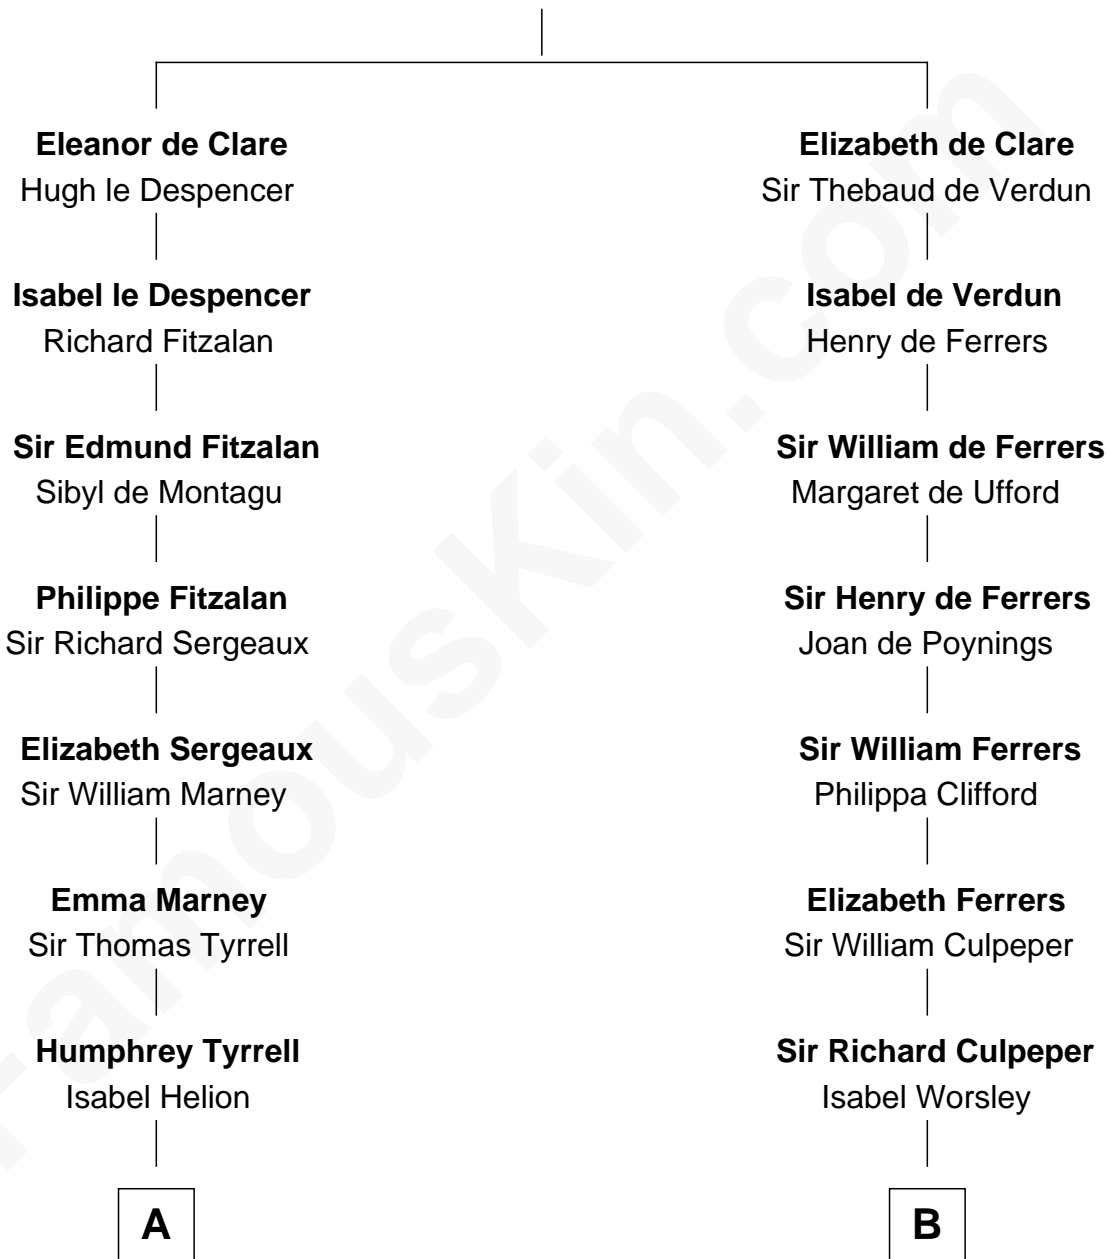 Eleanor de Clare
Hugh le Despencer
Isabel le Despencer
Richard Fitzalan
Sir Edmund Fitzalan
Sibyl de Montagu
Philippe Fitzalan
Sir Richard Sergeaux
Elizabeth Sergeaux
Sir William Marney
Emma Marney
Sir Thomas Tyrrell
Humphrey Tyrrell
Isabel Helion
A
Elizabeth de Clare
Sir Thebaud de Verdun
Isabel de Verdun
Henry de Ferrers
Sir William de Ferrers
Margaret de Ufford
Sir Henry de Ferrers
Joan de Poynings
Sir William Ferrers
Philippa Clifford
Elizabeth Ferrers
Sir William Culpeper
Sir Richard Culpeper
Isabel Worsley
B
FamousKin.com